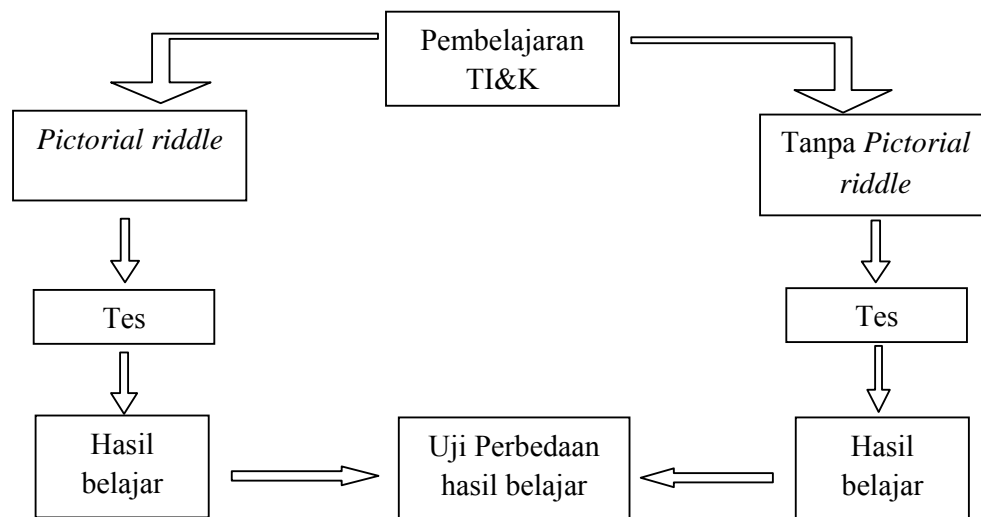 Pembelajaran
TI&K
Pictorial riddle
Tanpa Pictorial
riddle
Tes
Tes
Hasil
belajar
Uji Perbedaan
hasil belajar
Hasil
belajar